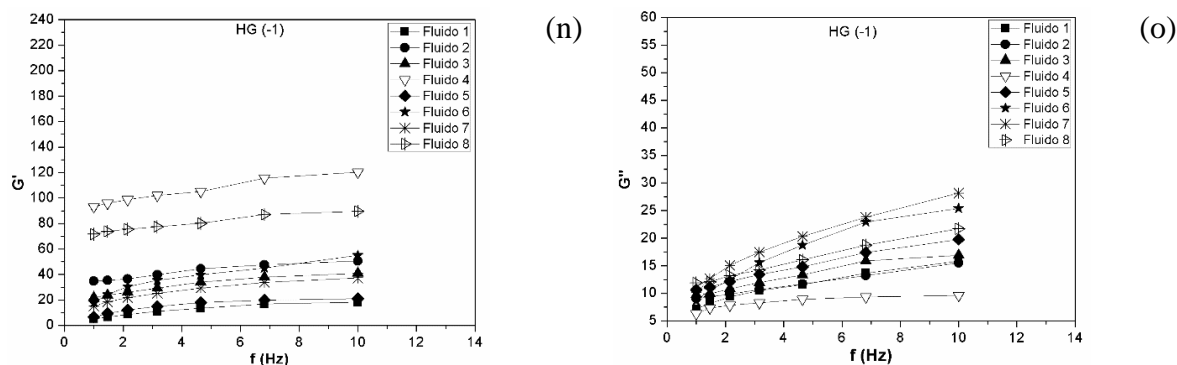 (n)
HG (-1)
Fluido 1
Fluido 2
Fluido 3
Fluido 4
Fluido 5
Fluido 6
Fluido 7
Fluido 8
G'
240
220
200
180
160
140
120
100
80
60
40
20
0
0 2 4 6 8 10 12 14
f (Hz)
(o)
HG (-1)
Fluido 1
Fluido 2
Fluido 3
Fluido 4
Fluido 5
Fluido 6
Fluido 7
Fluido 8
G"
60
55
50
45
40
35
30
25
20
15
10
5
0 2 4 6 8 10 12 14
f (Hz)